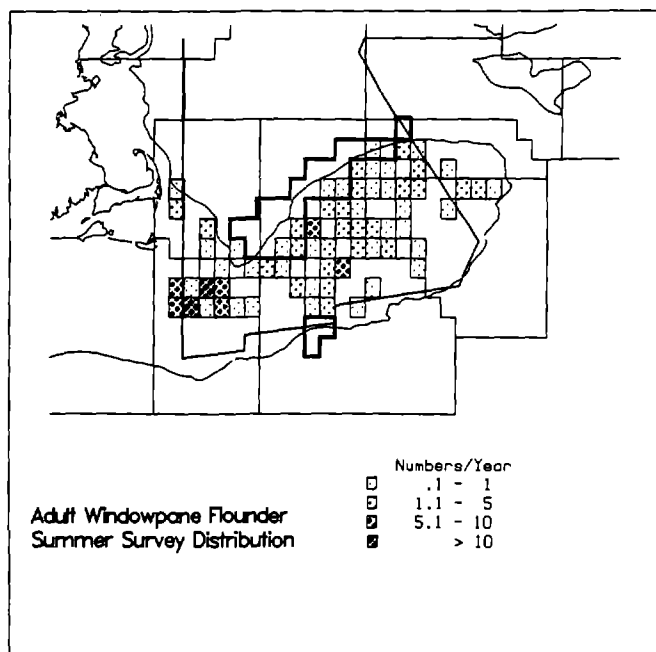 Numbers/Year
.1 - 1
1.1 - 5
5.1 - 10
> 10
Adult Windowpane Flounder
Summer Survey Distribution